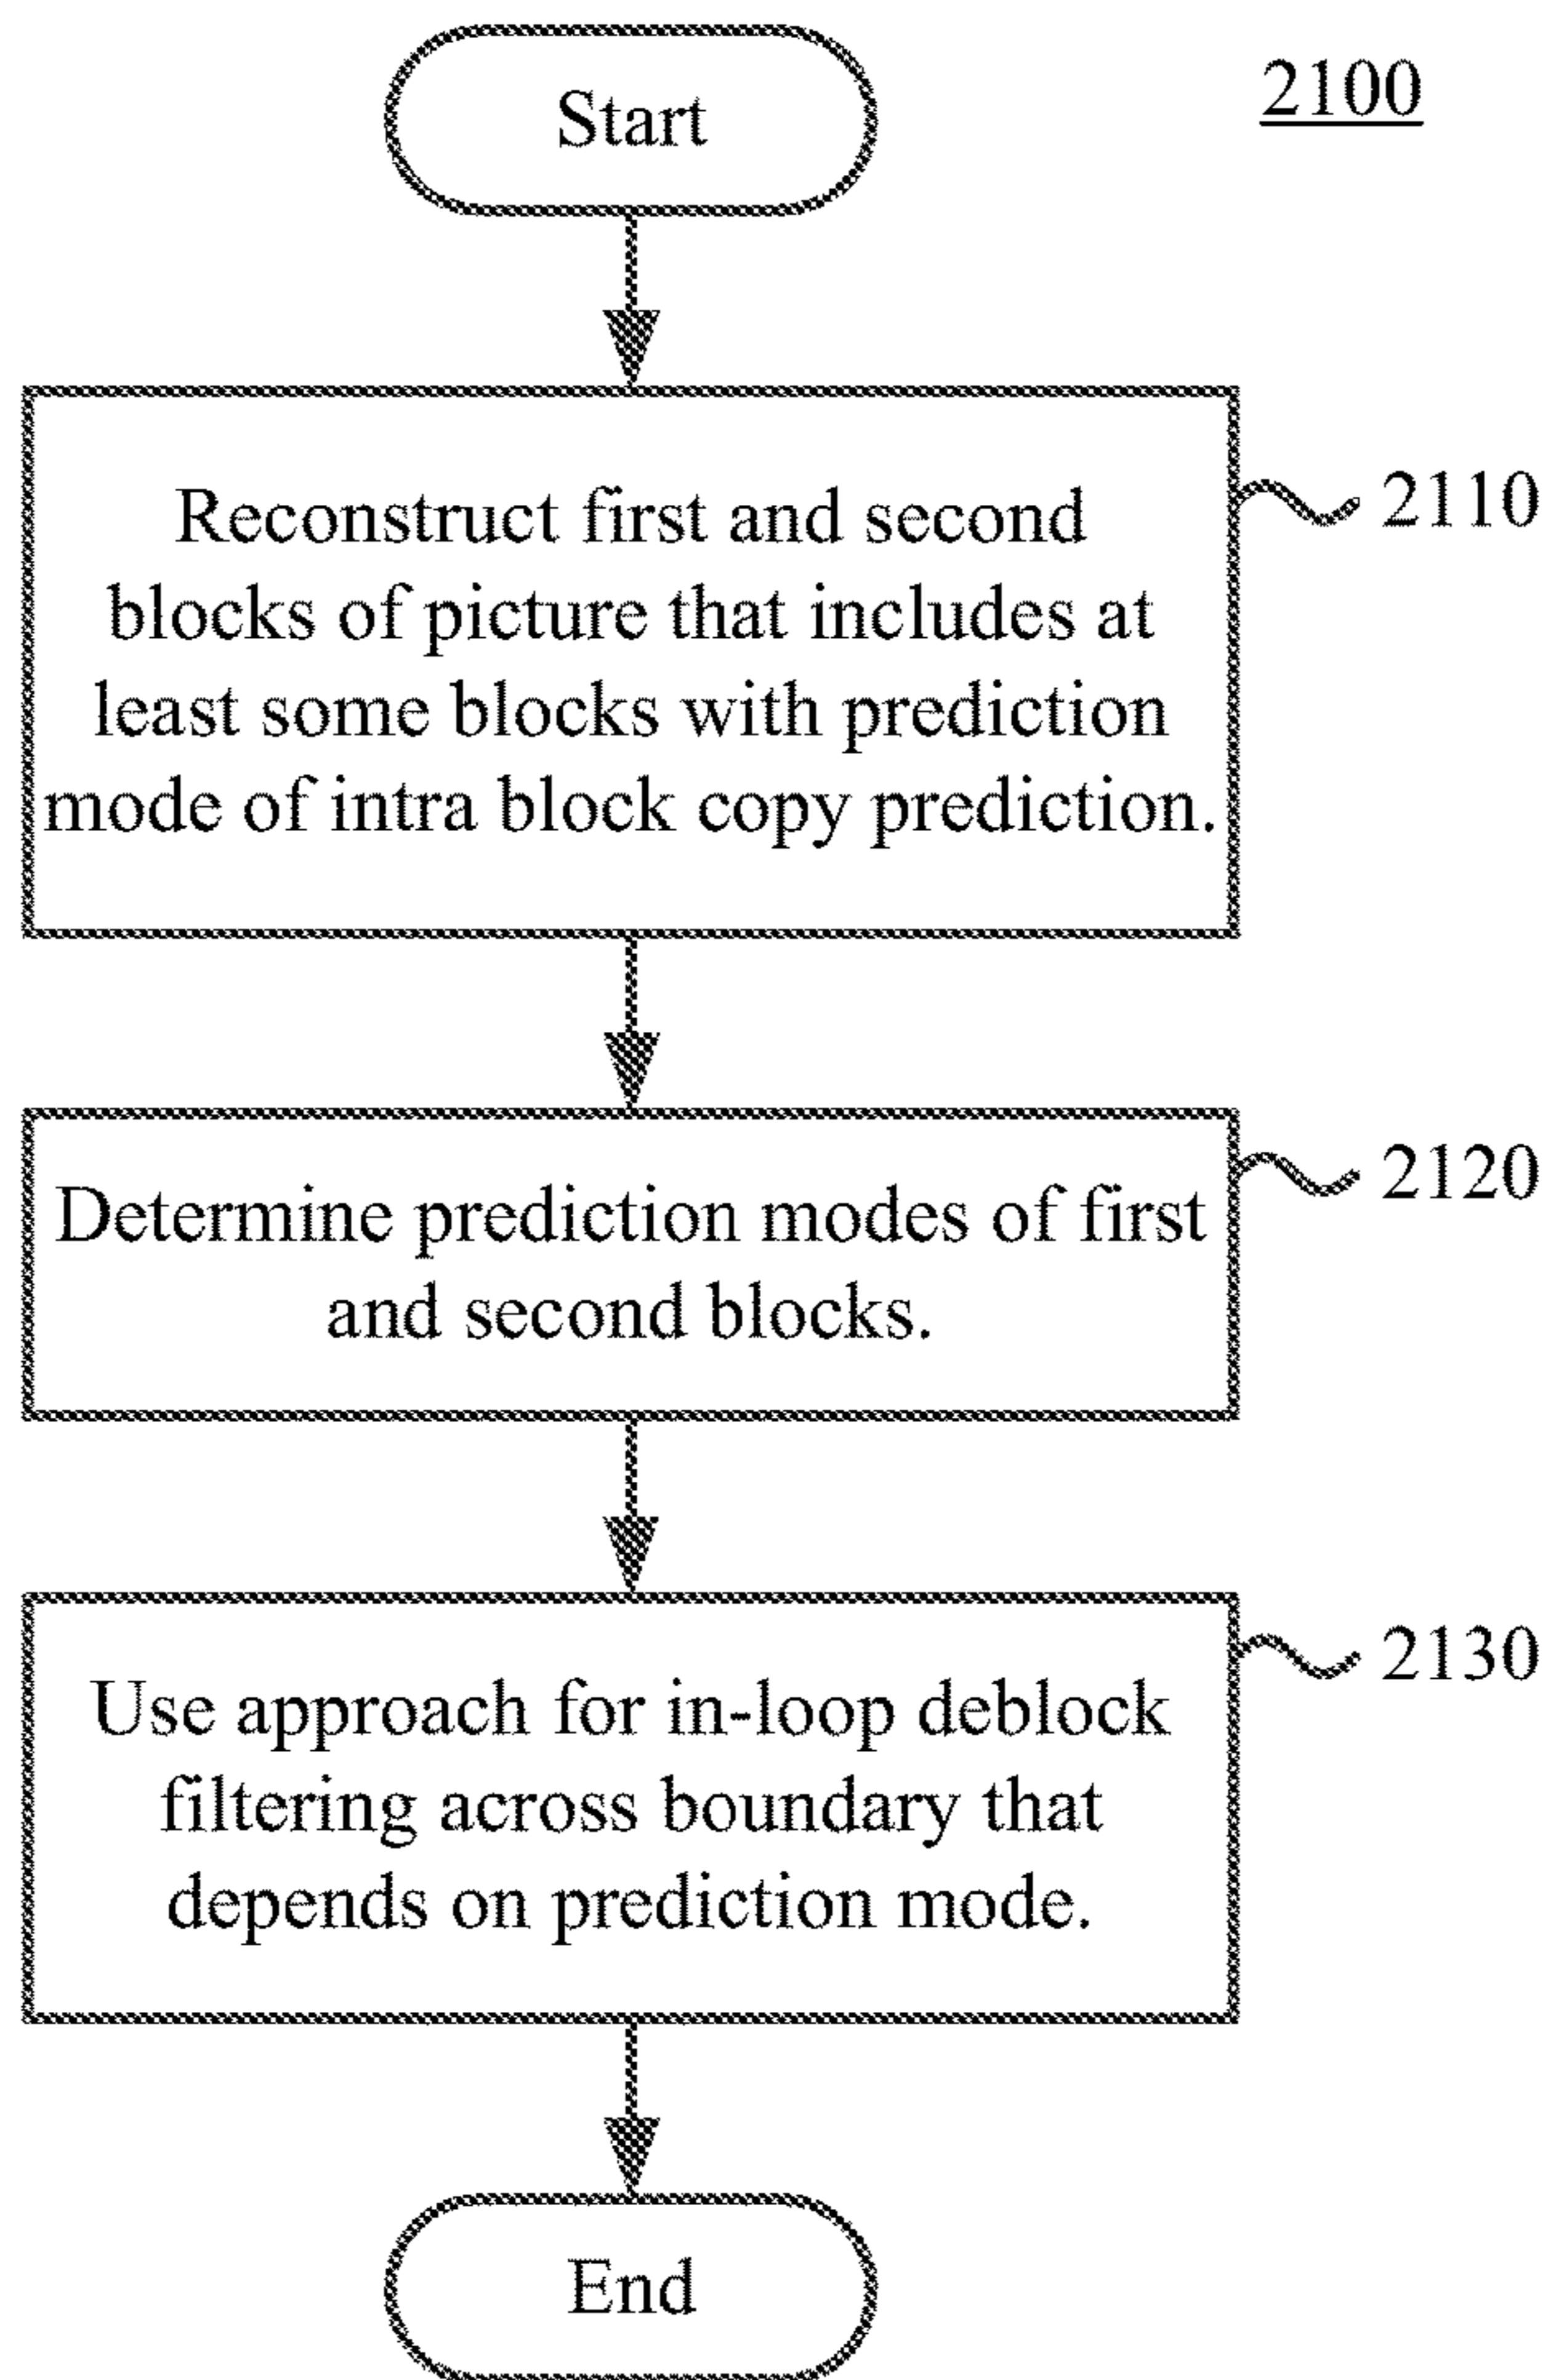 Start
2100
Reconstruct first and second
blocks of picture that includes at
least some blocks with prediction
mode of intra block copy prediction.
2110
Determine prediction modes of first
and second blocks.
2120
Use approach for in-loop deblock
filtering across boundary that
depends on prediction mode.
2130
End